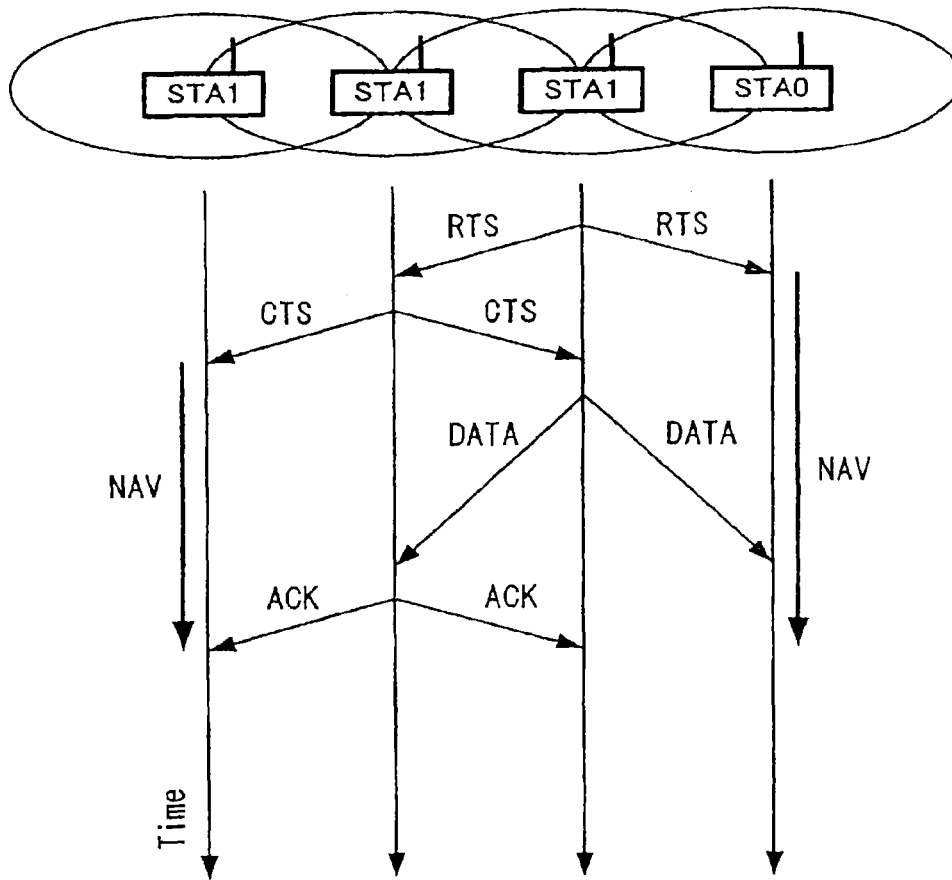 STA1 STA1 STA1 STA0
RTS RTS
CTS CTS
DATA DATA
NAV NAV
ACK ACK
Time